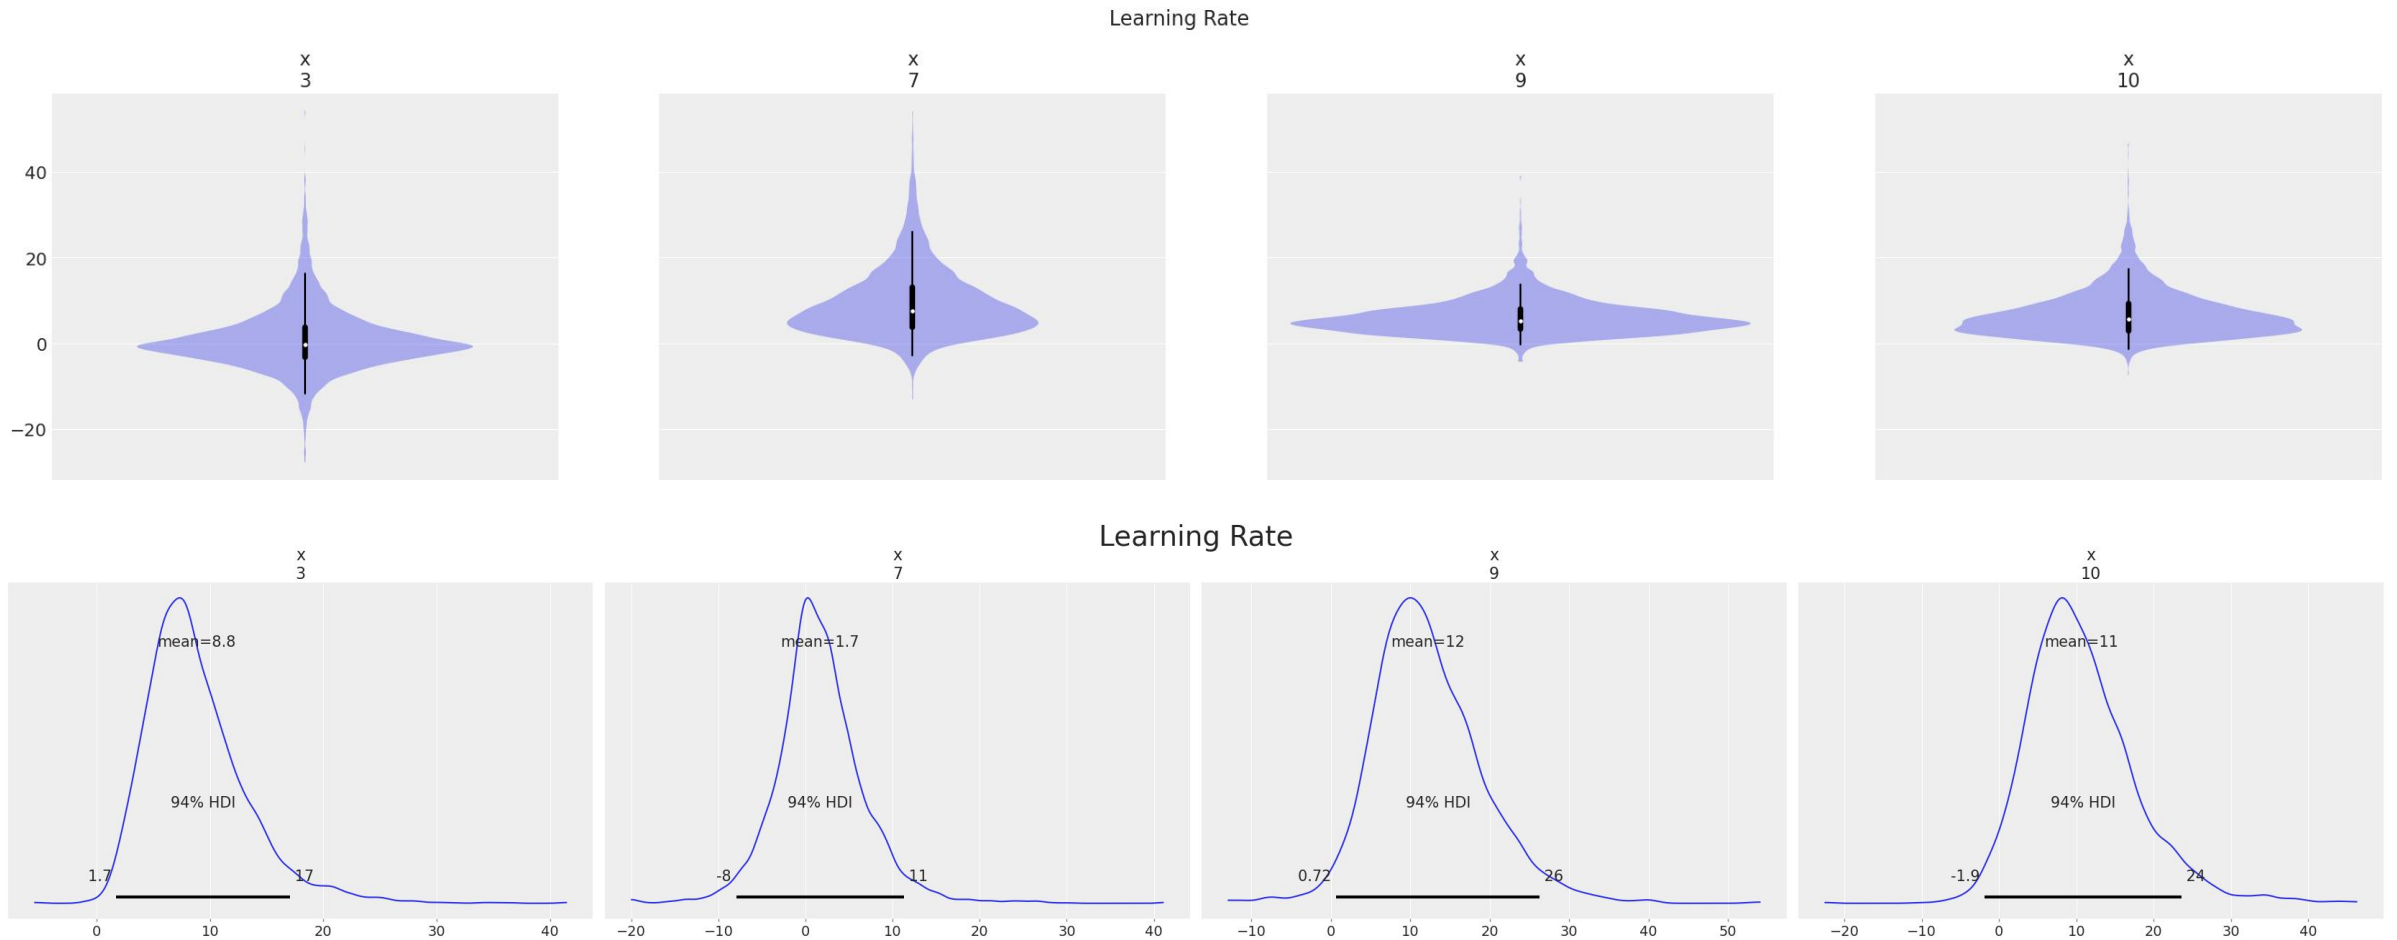 Learning Rate
x
3
x
7
x
9
x
10
40
20
0
−20
Learning Rate
x
3
x
7
x
9
x
10
mean=8.8
mean=1.7
mean=12
mean=11
94% HDI
94% HDI
94% HDI
94% HDI
1.7 17
-8 11
0.72 26
-1.9 24
0 10 20 30 40
−20 −10 0 10 20 30 40
−10 0 10 20 30 40 50
−20 −10 0 10 20 30 40